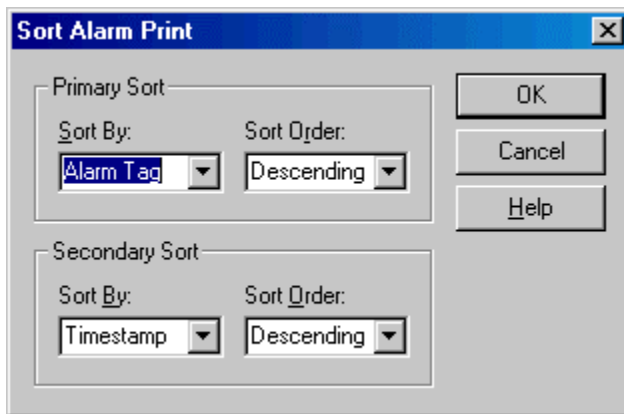 Sort Alarm Print
Primary Sort
Sort By: Sort Order:
Alarm Tag Descending
OK
Cancel
Help
Secondary Sort
Sort By: Sort Order:
Timestamp Descending